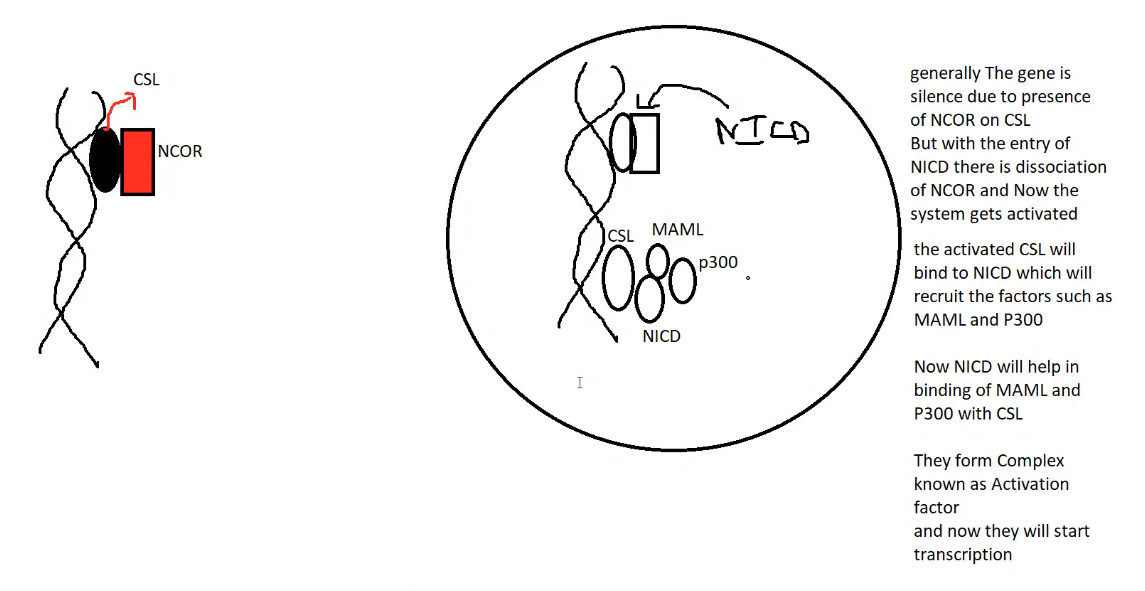 CSL
NCOR
NICD
CSL
MAML
p300
NICD
generally The gene is
silence due to presence
of NCOR on CSL
But with the entry of
NICD there is dissociation
of NCOR and Now the
system gets activated
the activated CSL will
bind to NICD which will
recruit the factors such as
MAML and P300
Now NICD will help in
binding of MAML and
P300 with CSL
They form Complex
known as Activation
factor
and now they will start
transcription